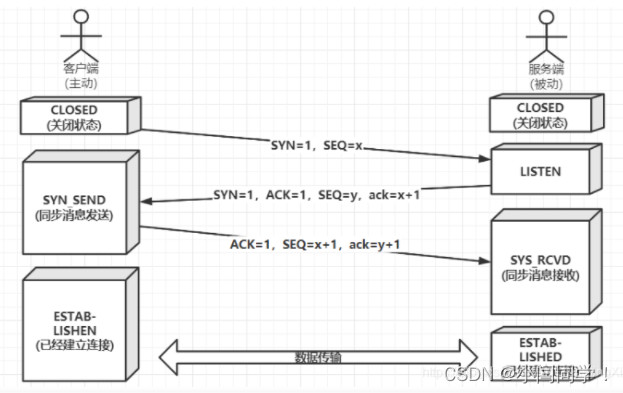 客户端
(主动)
服务端
(被动)
CLOSED
(关闭状态)
CLOSED
(关闭状态)
SYN=1, SEQ=x
LISTEN
SYN=1, ACK=1, SEQ=y, ack=x+1
SYN_SEND
(同步消息发送)
ACK=1, SEQ=x+1, ack=y+1
SYS_RCVD
(同步消息接收)
ESTAB-
LISHEN
(已经建立连接)
数据传输
ESTAB-
LISHED
CSDN